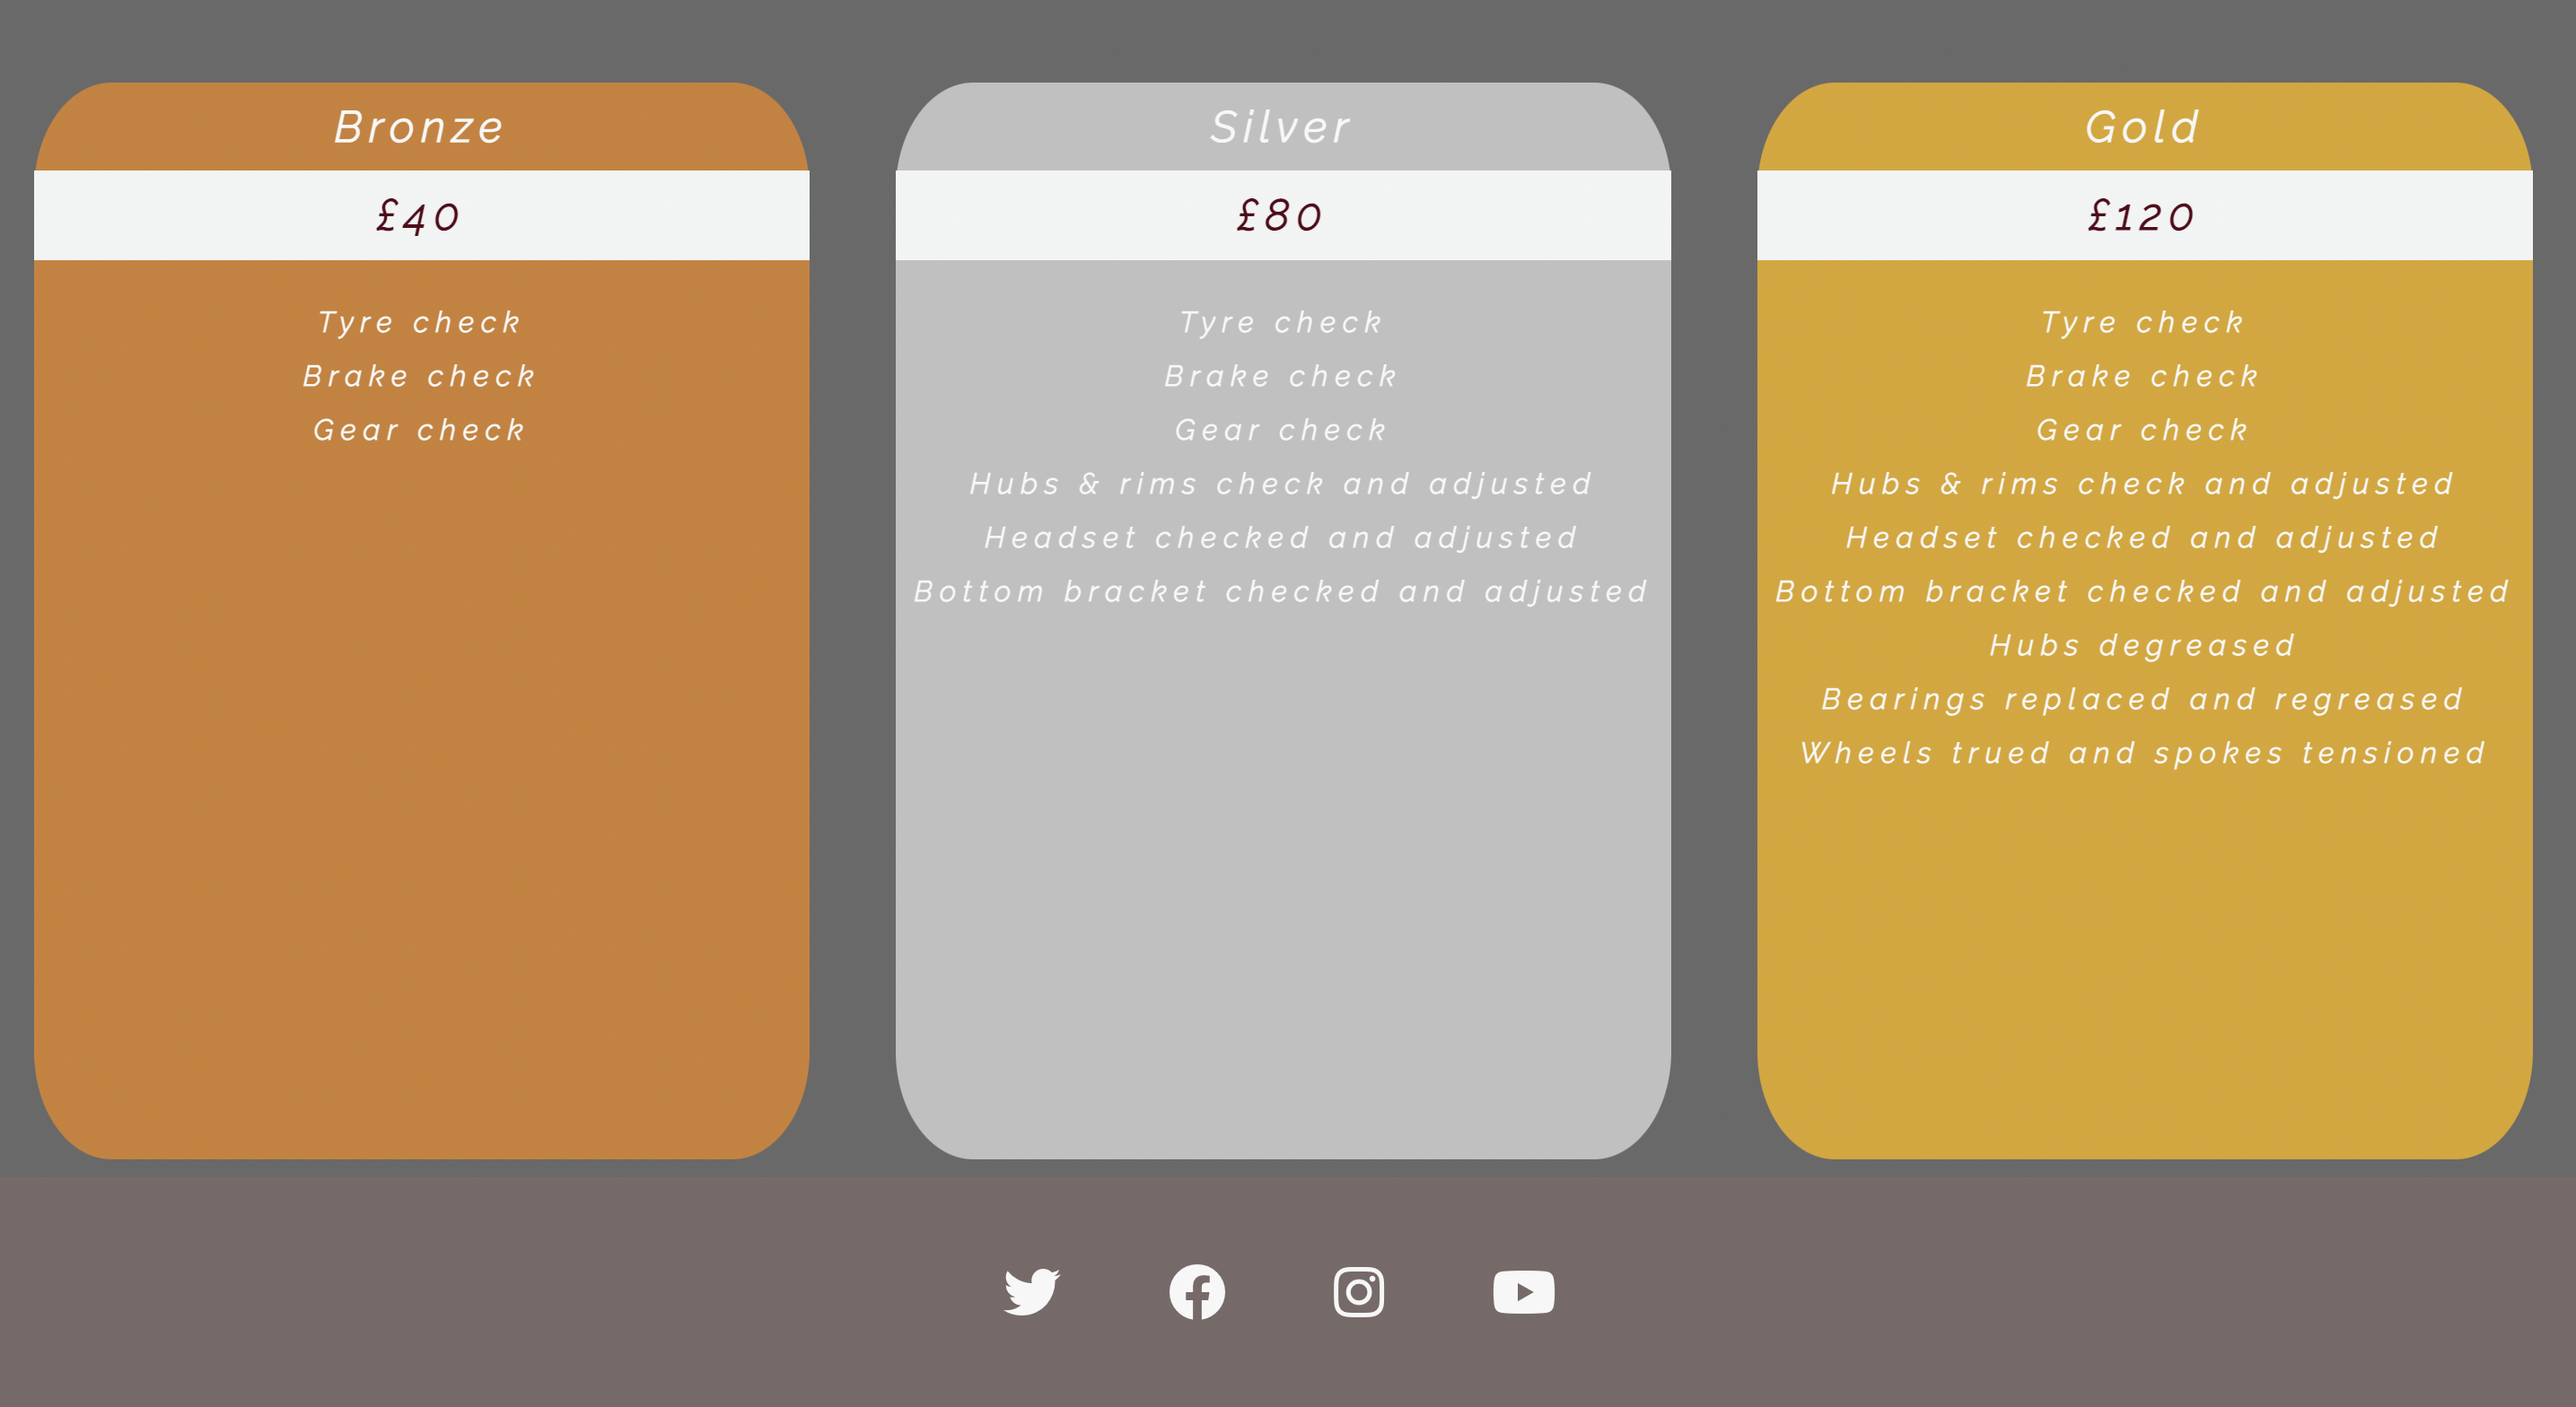 Bronze
£40
Tyre check
Brake check
Gear check
Silver
£80
Tyre check
Brake check
Gear check
Hubs & rims check and adjusted
Headset checked and adjusted
Bottom bracket checked and adjusted
Gold
£120
Tyre check
Brake check
Gear check
Hubs & rims check and adjusted
Headset checked and adjusted
Bottom bracket checked and adjusted
Hubs degreased
Bearings replaced and regreased
Wheels trued and spokes tensioned